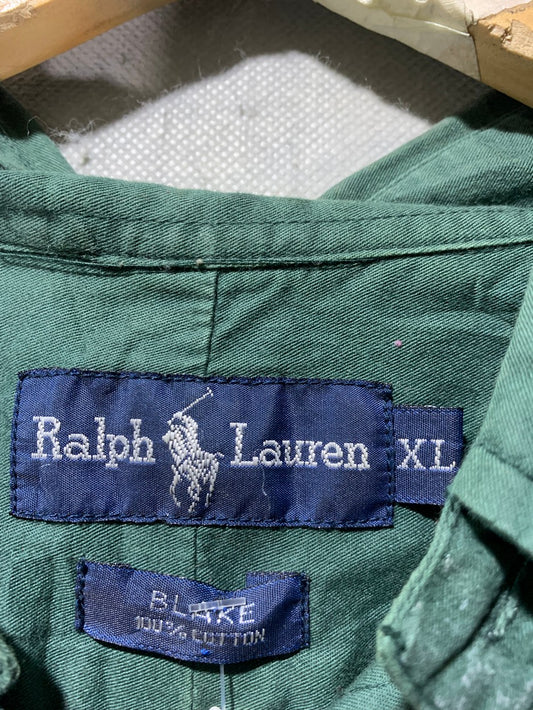 Ralph Lauren XL
BLAKE
100% COTTON